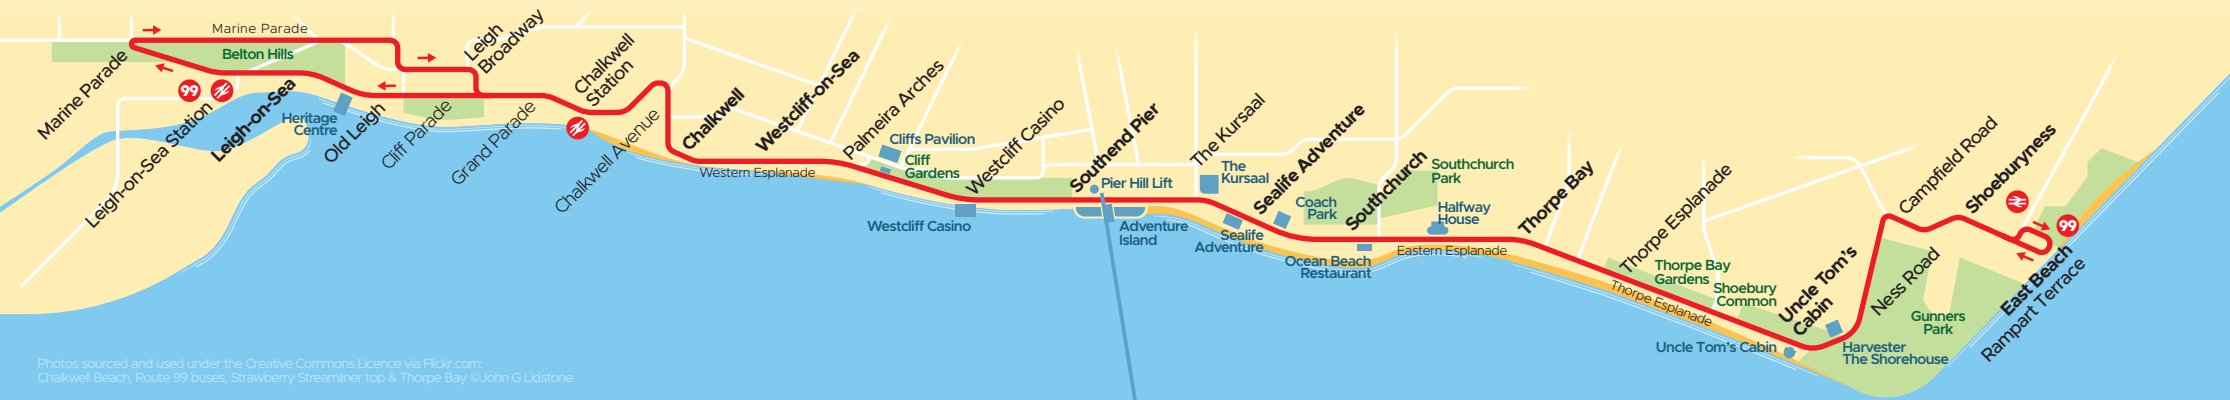 Marine Parade
Belton Hills
Marine Parade
99
Leigh-on-Sea Station
Leigh-on-Sea
Heritage
Centre
Old Leigh
Cliff Parade
Leigh
Broadway
Grand Parade
Chalkwell
Station
Chalkwell Avenue
Chalkwell
Western Esplanade
Westcliff-on-Sea
Palmeira Arches
Cliffs Pavilion
Cliff
Gardens
Westcliff Casino
Westcliff Casino
Southend Pier
Pier Hill Lift
Adventure
Island
The Kursaal
The
Kursaal
Sealife Adventure
Sealife
Adventure
Coach
Park
Ocean Beach
Restaurant
Southchurch
Southchurch
Park
Halfway
House
Eastern Esplanade
Thorpe Bay
Thorpe Esplanade
Thorpe Esplanade
Thorpe Bay
Gardens
Shoebury
Common
Uncle Tom's
Cabin
Uncle Tom's Cabin
Harvester
The Shorehouse
Ness Road
Campfield Road
Gunners
Park
Shoeburyness
99
East Beach
Rampart Terrace
Photos sourced and used under the Creative Commons Licence via Flickr.com:
Chalkwell Beach, Route 99 buses, Strawberry Streamliner top & Thorpe Bay ©John G Lidstone